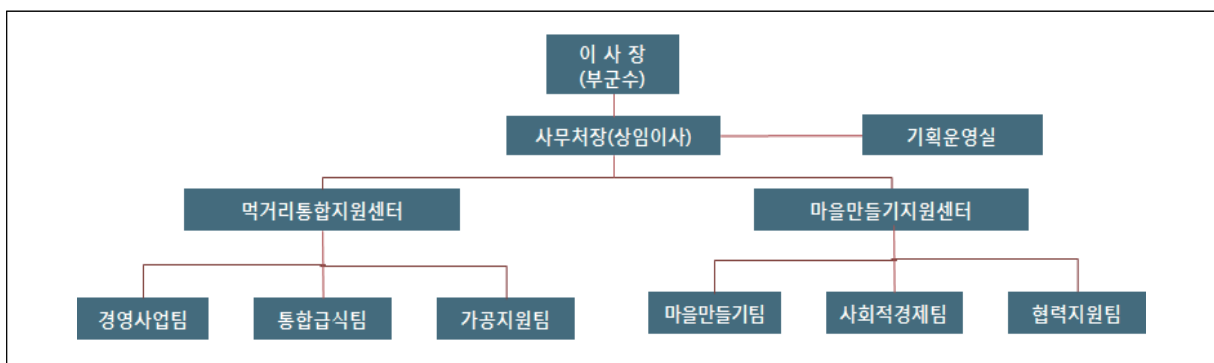 이 사 장
(부군수)
사무처장(상임이사)
기획운영실
먹거리통합지원센터
마을만들기지원센터
경영사업팀
통합급식팀
가공지원팀
마을만들기팀
사회적경제팀
협력지원팀